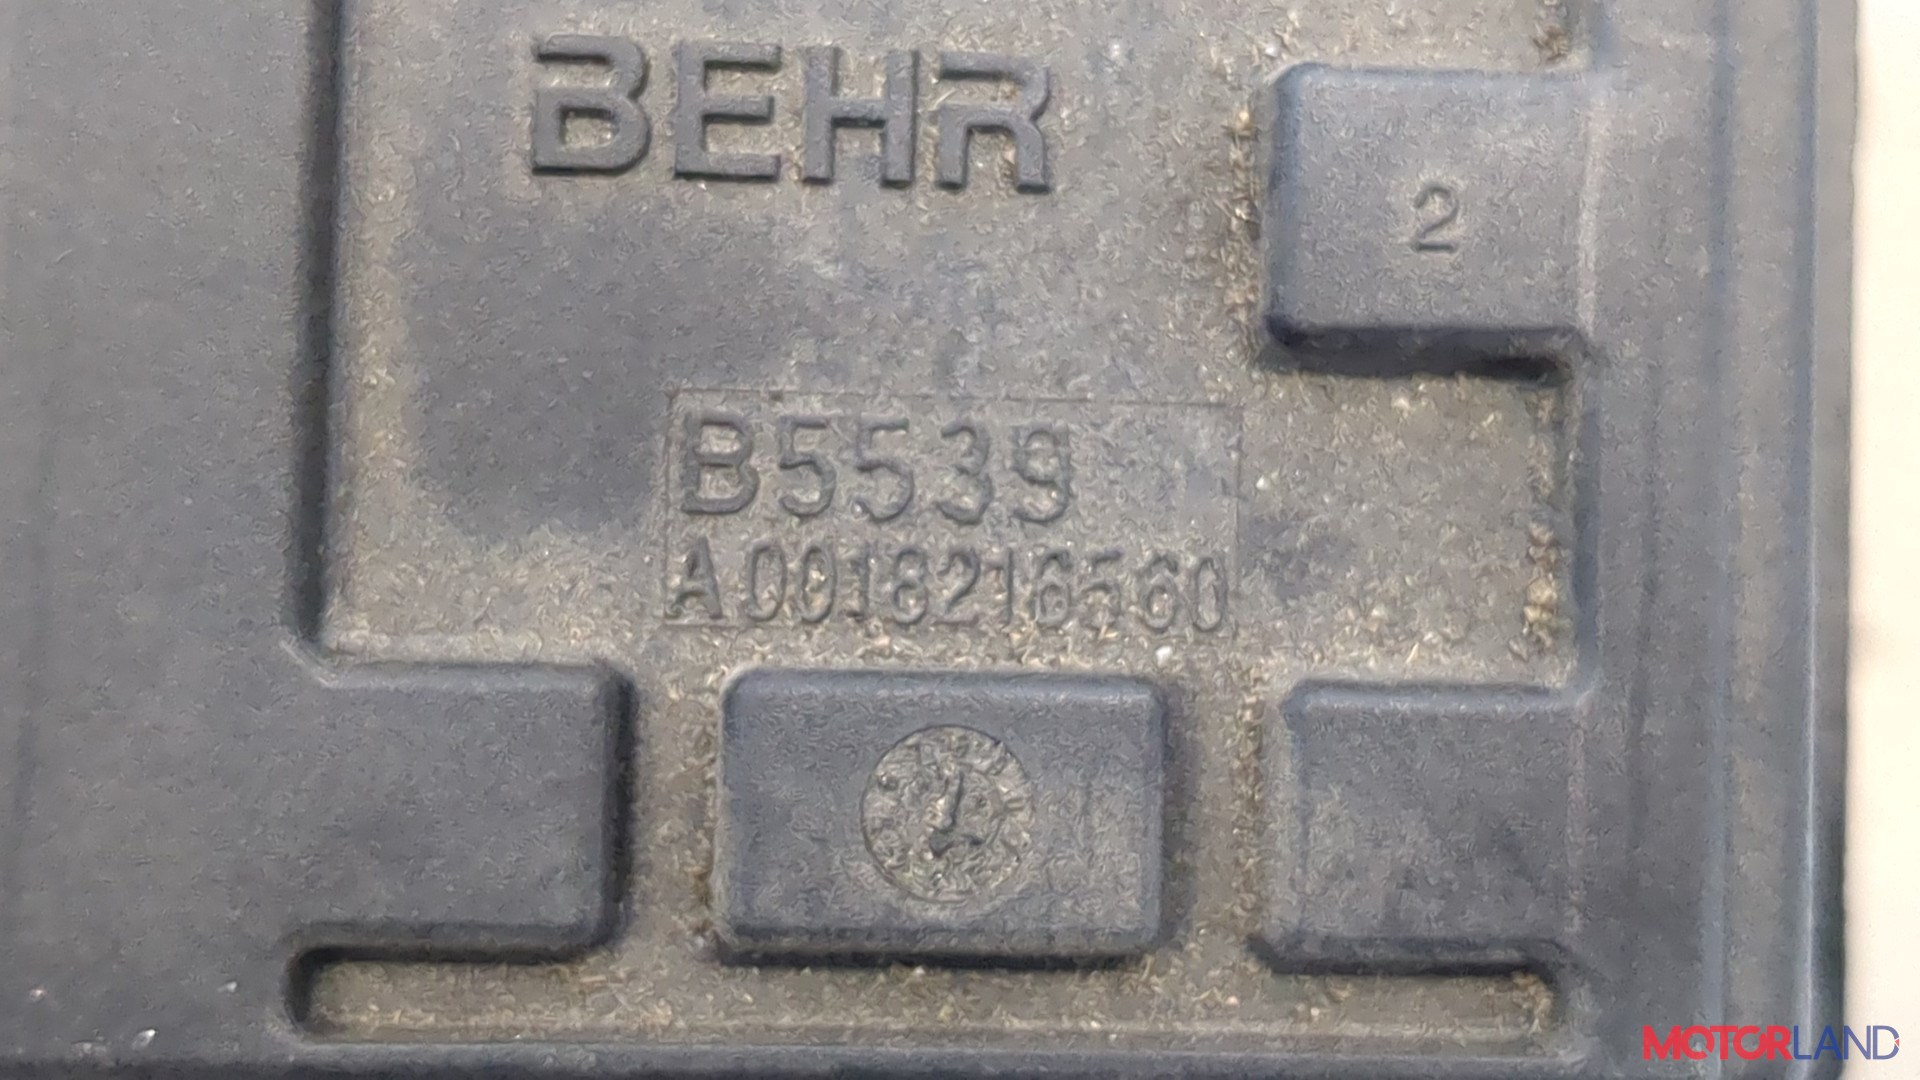 BEHR
2
B5539
A0018216560
MOTORLAND